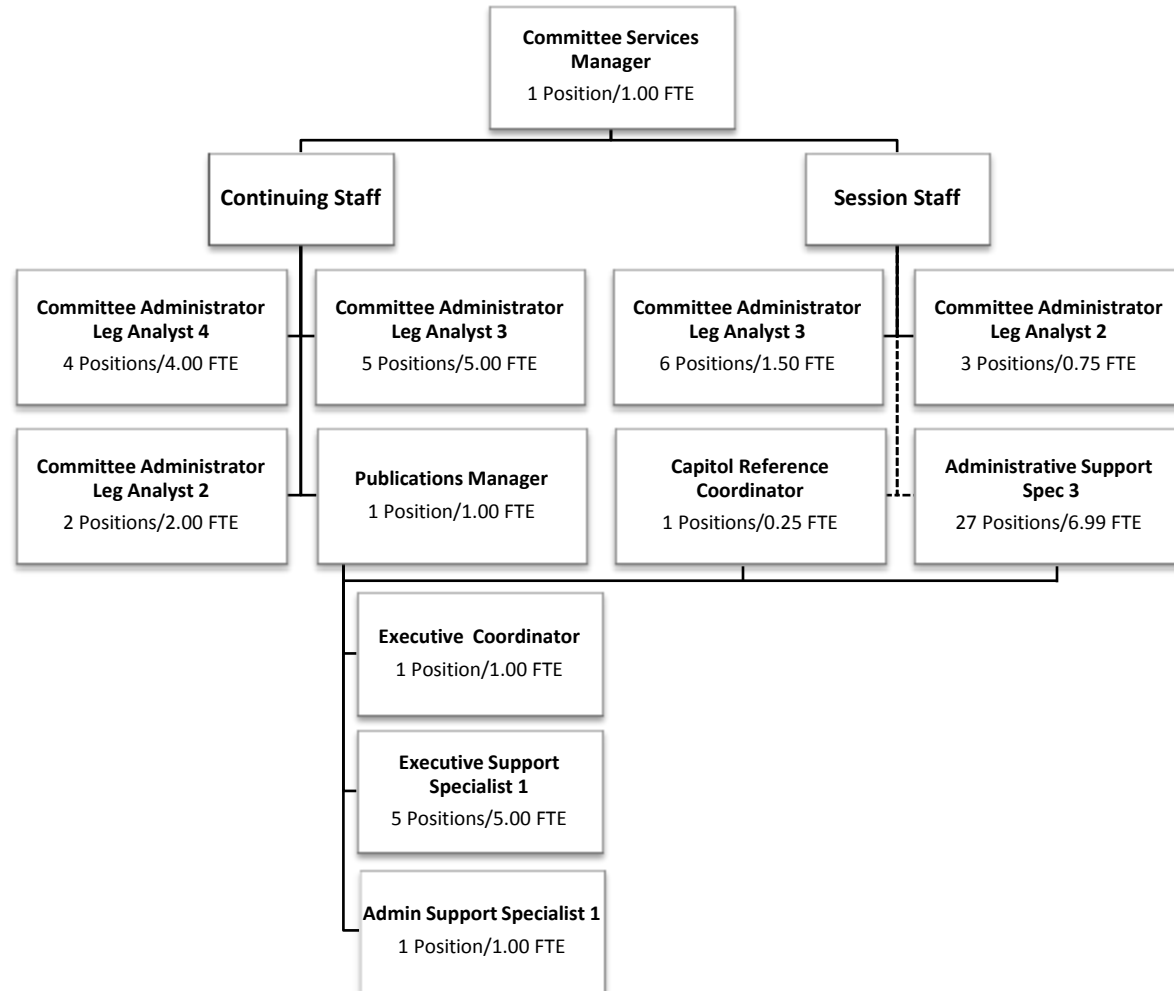 Committee Services
Manager
1 Position/1.00 FTE
Continuing Staff
Session Staff
Committee Administrator
Leg Analyst 4
4 Positions/4.00 FTE
Committee Administrator
Leg Analyst 3
5 Positions/5.00 FTE
Committee Administrator
Leg Analyst 3
6 Positions/1.50 FTE
Committee Administrator
Leg Analyst 2
3 Positions/0.75 FTE
Committee Administrator
Leg Analyst 2
2 Positions/2.00 FTE
Publications Manager
1 Position/1.00 FTE
Capitol Reference
Coordinator
1 Positions/0.25 FTE
Administrative Support
Spec 3
27 Positions/6.99 FTE
Executive Coordinator
1 Position/1.00 FTE
Executive Support
Specialist 1
5 Positions/5.00 FTE
Admin Support Specialist 1
1 Position/1.00 FTE